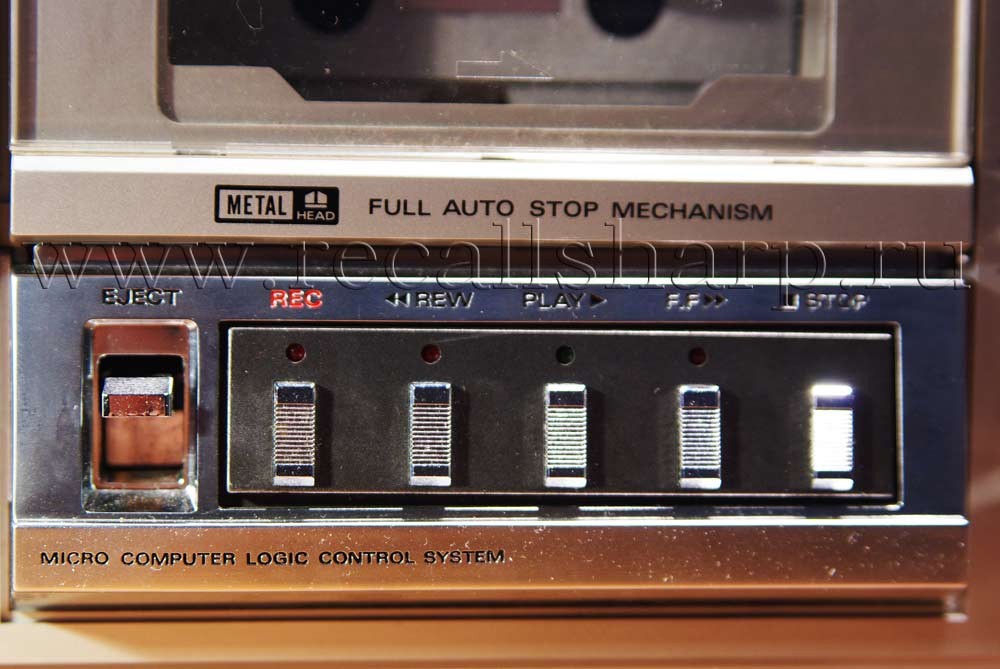 METAL HEAD FULL AUTO STOP MECHANISM
www.recallsharp.ru
EJECT REC ◀◀ REW PLAY ▶ F.F ▶▶ ■ STOP
MICRO COMPUTER LOGIC CONTROL SYSTEM